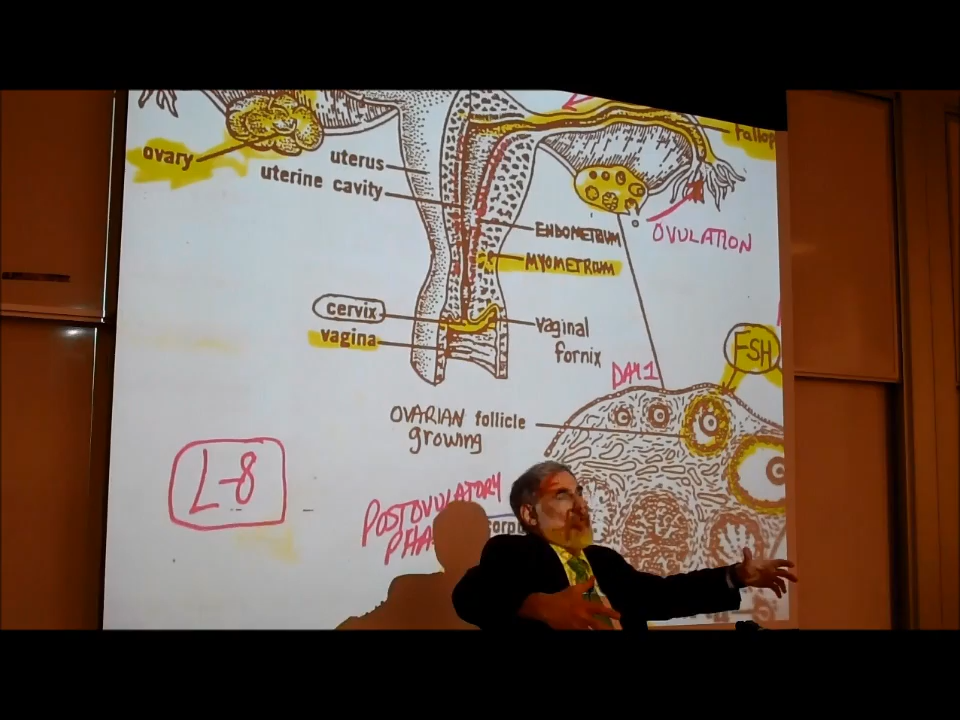 Fallop
ovary
uterus
uterine cavity
ENDOMETRIUM
OVULATION
MYOMETRIUM
cervix
vaginal
fornix
vagina
FSH
DAY 1
OVARIAN follicle
growing
L-8
POSTOVULATORY
PHA
corpu